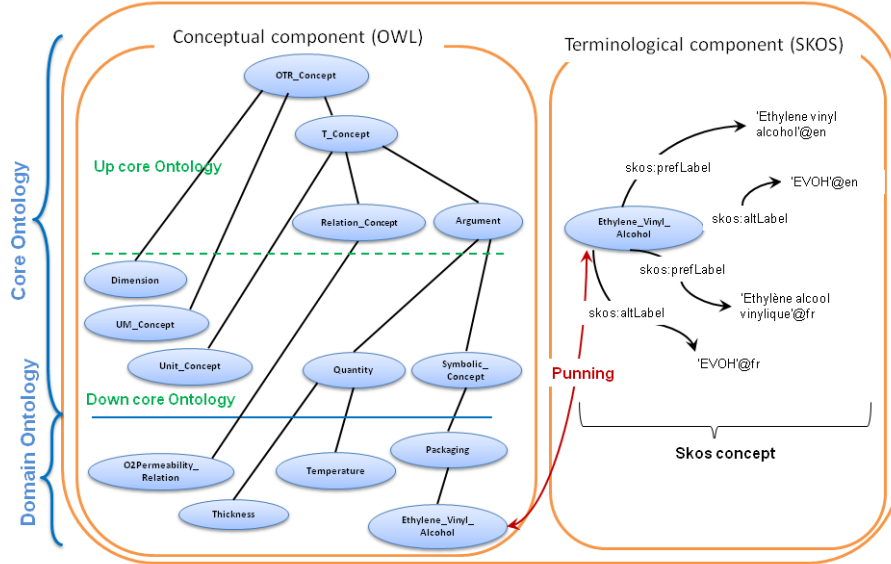 Conceptual component (OWL)
Terminological component (SKOS)
Core Ontology
Domain Ontology
OTR_Concept
T_Concept
Up core Ontology
Relation_Concept
Argument
Dimension
UM_Concept
Unit_Concept
Quantity
Symbolic_
Concept
Down core Ontology
O2Permeability_
Relation
Temperature
Packaging
Thickness
Ethylene_Vinyl_
Alcohol
Punning
'Ethylene vinyl
alcohol'@en
skos:prefLabel
'EVOH'@en
skos:altLabel
Ethylene_Vinyl_
Alcohol
skos:prefLabel
'Ethylène alcool
vinylique'@fr
skos:altLabel
'EVOH'@fr
Skos concept